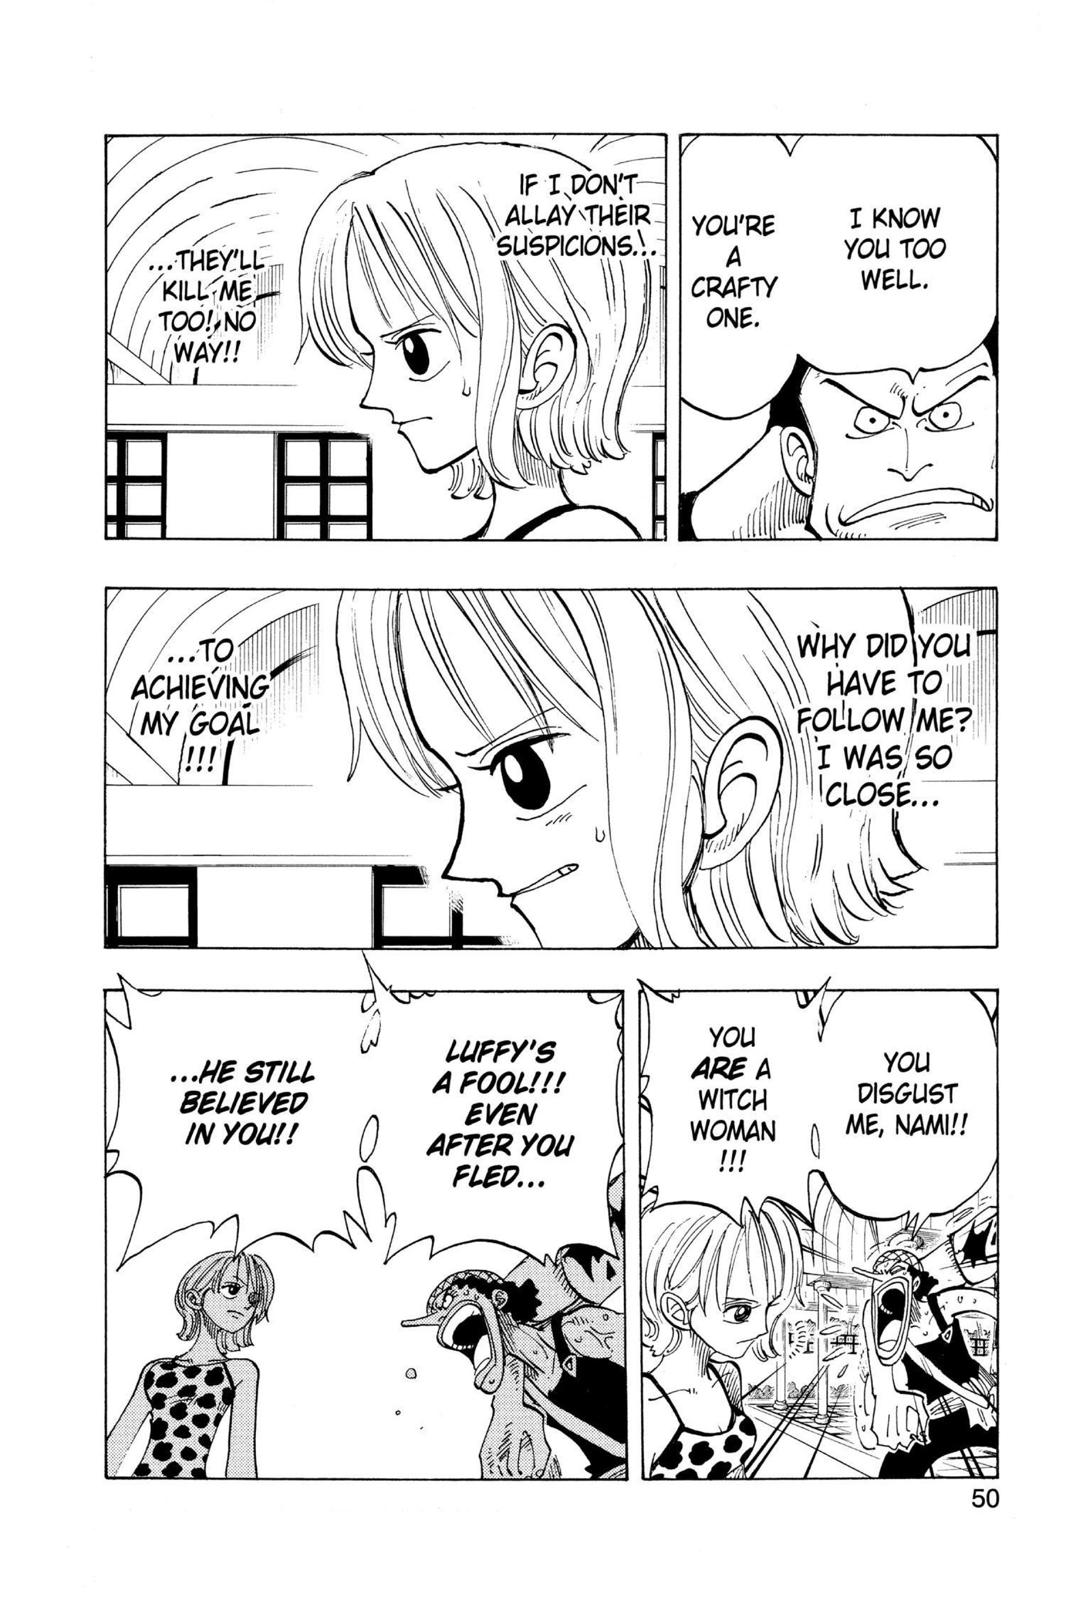 I KNOW
YOU TOO
WELL.
YOU'RE
A
CRAFTY
ONE.
IF I DON'T
ALLAY THEIR
SUSPICIONS...
...THEY'LL
KILL ME
TOO! NO
WAY!!
WHY DID YOU
HAVE TO
FOLLOW ME?
I WAS SO
CLOSE...
...TO
ACHIEVING
MY GOAL
!!!
YOU
DISGUST
ME, NAMI!!
YOU
ARE A
WITCH
WOMAN
!!!
LUFFY'S
A FOOL!!!
EVEN
AFTER YOU
FLED...
...HE STILL
BELIEVED
IN YOU!!
50